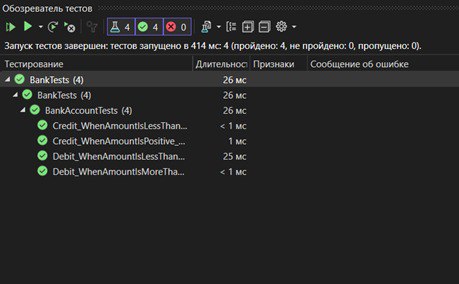 Обозреватель тестов
4 4 0
Запуск тестов завершен: тестов запущено в 414 мс: 4 (пройдено: 4, не пройдено: 0, пропущено: 0).
Тестирование Длительност Признаки Сообщение об ошибке
BankTests (4) 26 мс
BankTests (4) 26 мс
BankAccountTests (4) 26 мс
Credit_WhenAmountIsLessThan... < 1 мс
Credit_WhenAmountIsPositive_... 1 мс
Debit_WhenAmountIsLessThan... 25 мс
Debit_WhenAmountIsMoreTha... < 1 мс